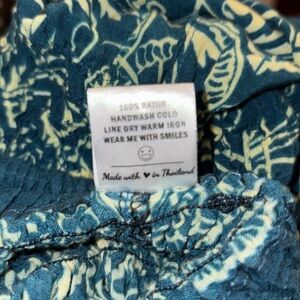 100% RAYON
HANDWASH COLD
LINE DRY WARM IRON
WEAR ME WITH SMILES
Made with ♥ in Thailand